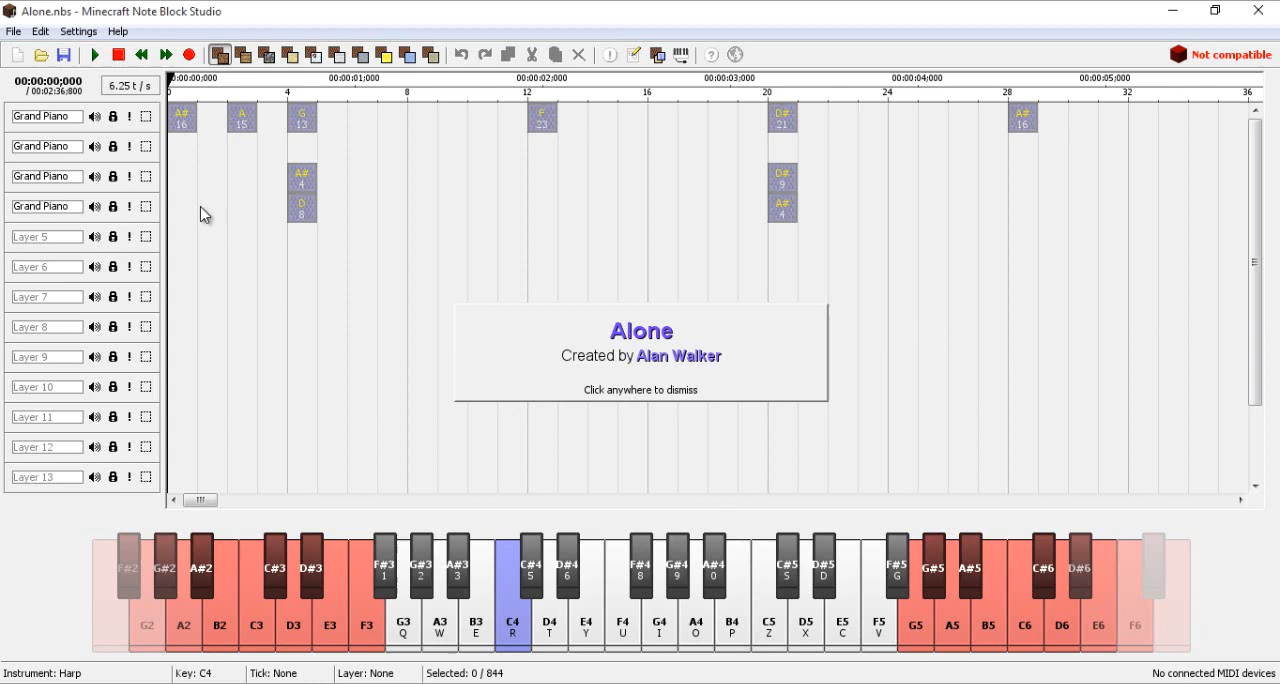 Alone.nbs - Minecraft Note Block Studio
File Edit Settings Help
Not compatible
00:00:00;000
/ 00:02:36;800
6.25 t / s
0:00:00;000 00:00:01;000 00:00:02;000 00:00:03;000 00:00:04;000 00:00:05;000
0 4 8 12 16 20 24 28 32 36
Grand Piano
Grand Piano
Grand Piano
Grand Piano
Layer 5
Layer 6
Layer 7
Layer 8
Layer 9
Layer 10
Layer 11
Layer 12
Layer 13
A# A G F D# A#
16 15 13 23 21 16
A# D#
4 9
D A#
8 4
Alone
Created by Alan Walker
Click anywhere to dismiss
F#2 G#2 A#2 C#3 D#3 F#3 G#3 A#3 C#4 D#4 F#4 G#4 A#4 C#5 D#5 F#5 G#5 A#5 C#6 D#6
1 2 3 5 6 8 9 0 S D G
G2 A2 B2 C3 D3 E3 F3 G3 A3 B3 C4 D4 E4 F4 G4 A4 B4 C5 D5 E5 F5 G5 A5 B5 C6 D6 E6 F6
Q W E R T Y U I O P Z X C V
Instrument: Harp Key: C4 Tick: None Layer: None Selected: 0 / 844 No connected MIDI devices